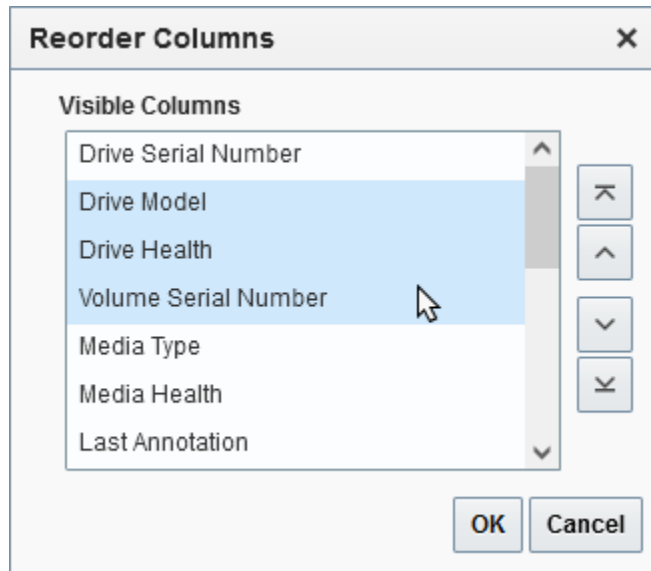 Reorder Columns
Visible Columns
Drive Serial Number
Drive Model
Drive Health
Volume Serial Number
Media Type
Media Health
Last Annotation
OK Cancel